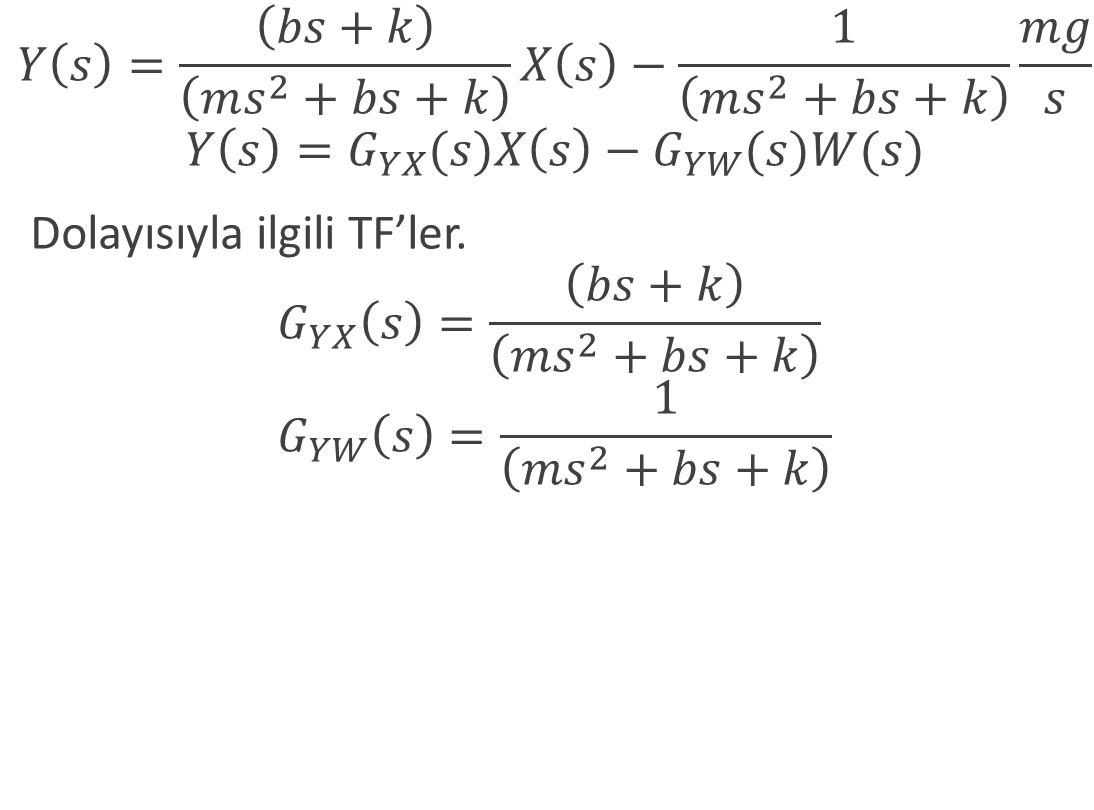 Y(s) = (bs + k) / (ms² + bs + k) X(s) − 1 / (ms² + bs + k) mg / s
Y(s) = G_YX(s)X(s) − G_YW(s)W(s)
Dolayısıyla ilgili TF’ler.
G_YX(s) = (bs + k) / (ms² + bs + k)
G_YW(s) = 1 / (ms² + bs + k)